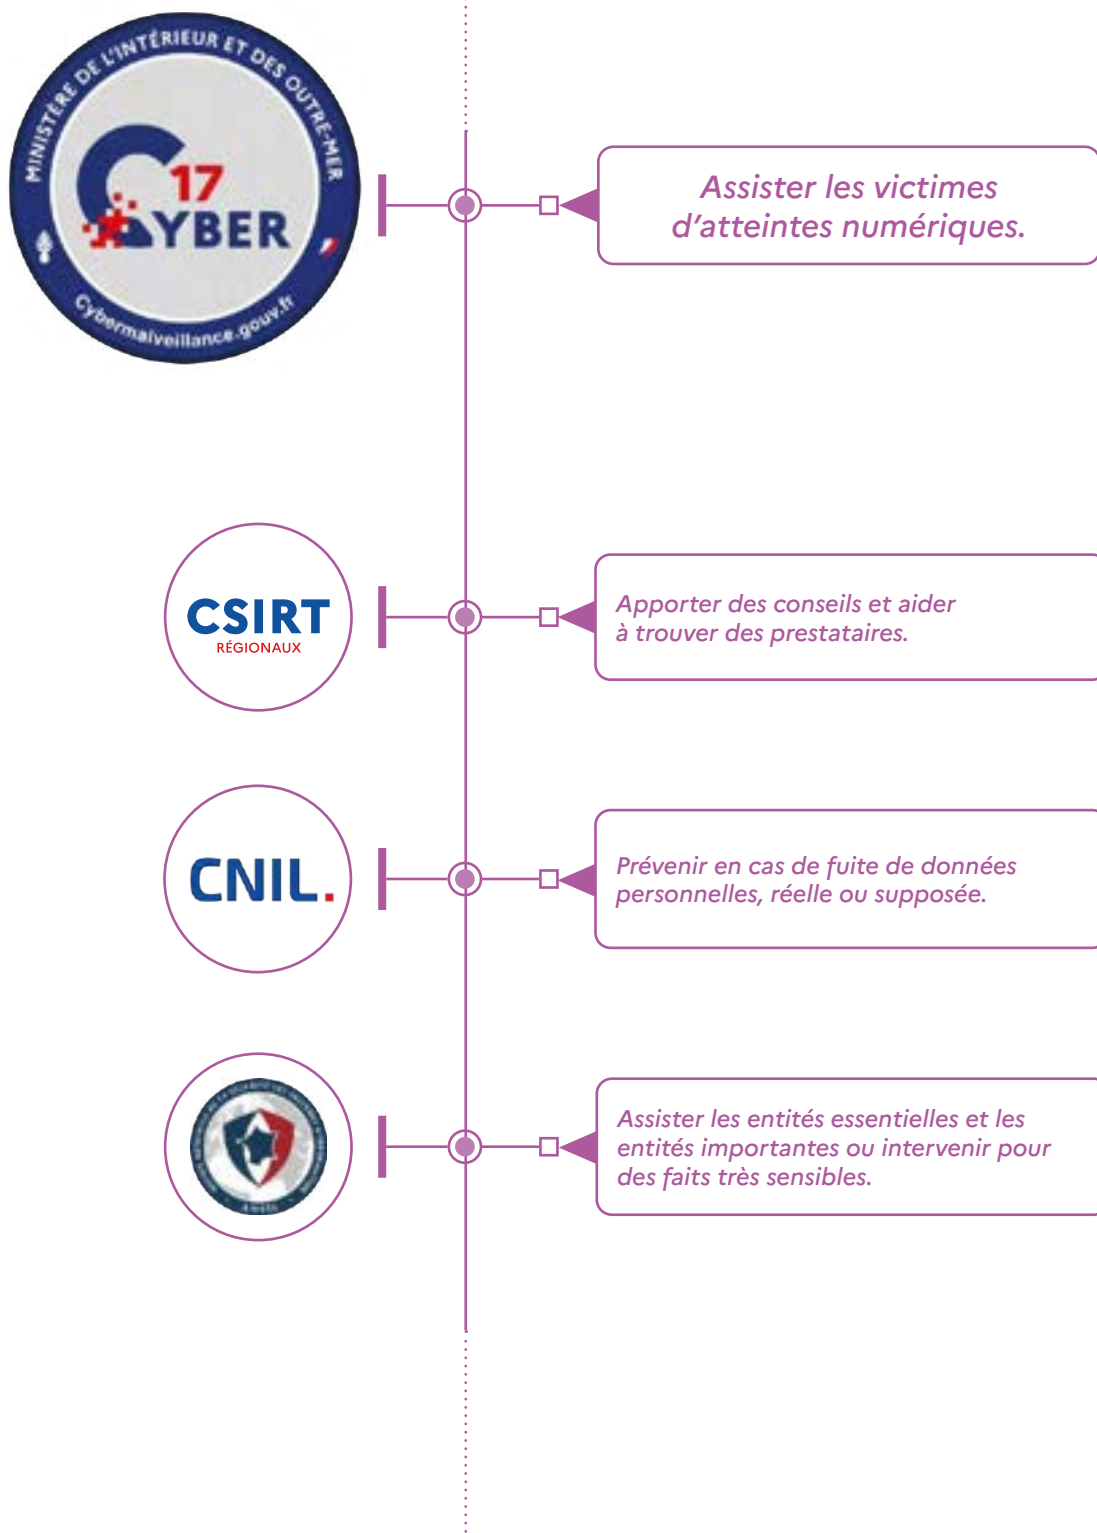 MINISTÈRE DE L'INTÉRIEUR ET DES OUTRE-MER
17
CYBER
Cybermalveillance.gouv.fr
Assister les victimes
d'atteintes numériques.
CSIRT
RÉGIONAUX
Apporter des conseils et aider
à trouver des prestataires.
CNIL.
Prévenir en cas de fuite de données
personnelles, réelle ou supposée.
Assister les entités essentielles et les
entités importantes ou intervenir pour
des faits très sensibles.